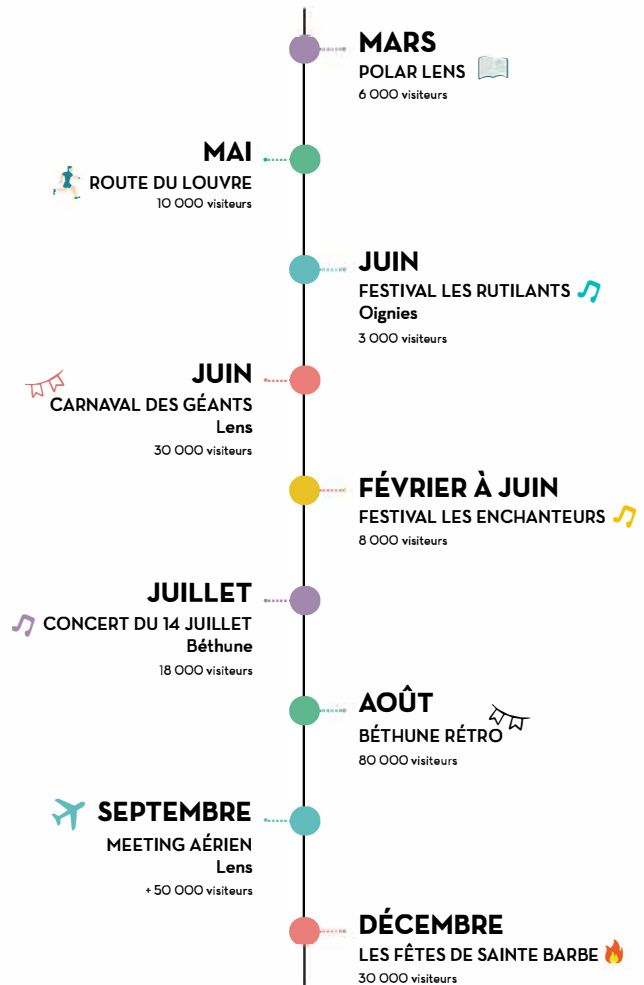 MARS
POLAR LENS
6 000 visiteurs
MAI
ROUTE DU LOUVRE
10 000 visiteurs
JUIN
FESTIVAL LES RUTILANTS
Oignies
3 000 visiteurs
JUIN
CARNAVAL DES GÉANTS
Lens
30 000 visiteurs
FÉVRIER À JUIN
FESTIVAL LES ENCHANTEURS
8 000 visiteurs
JUILLET
CONCERT DU 14 JUILLET
Béthune
18 000 visiteurs
AOÛT
BÉTHUNE RÉTRO
80 000 visiteurs
SEPTEMBRE
MEETING AÉRIEN
Lens
+ 50 000 visiteurs
DÉCEMBRE
LES FÊTES DE SAINTE BARBE
30 000 visiteurs